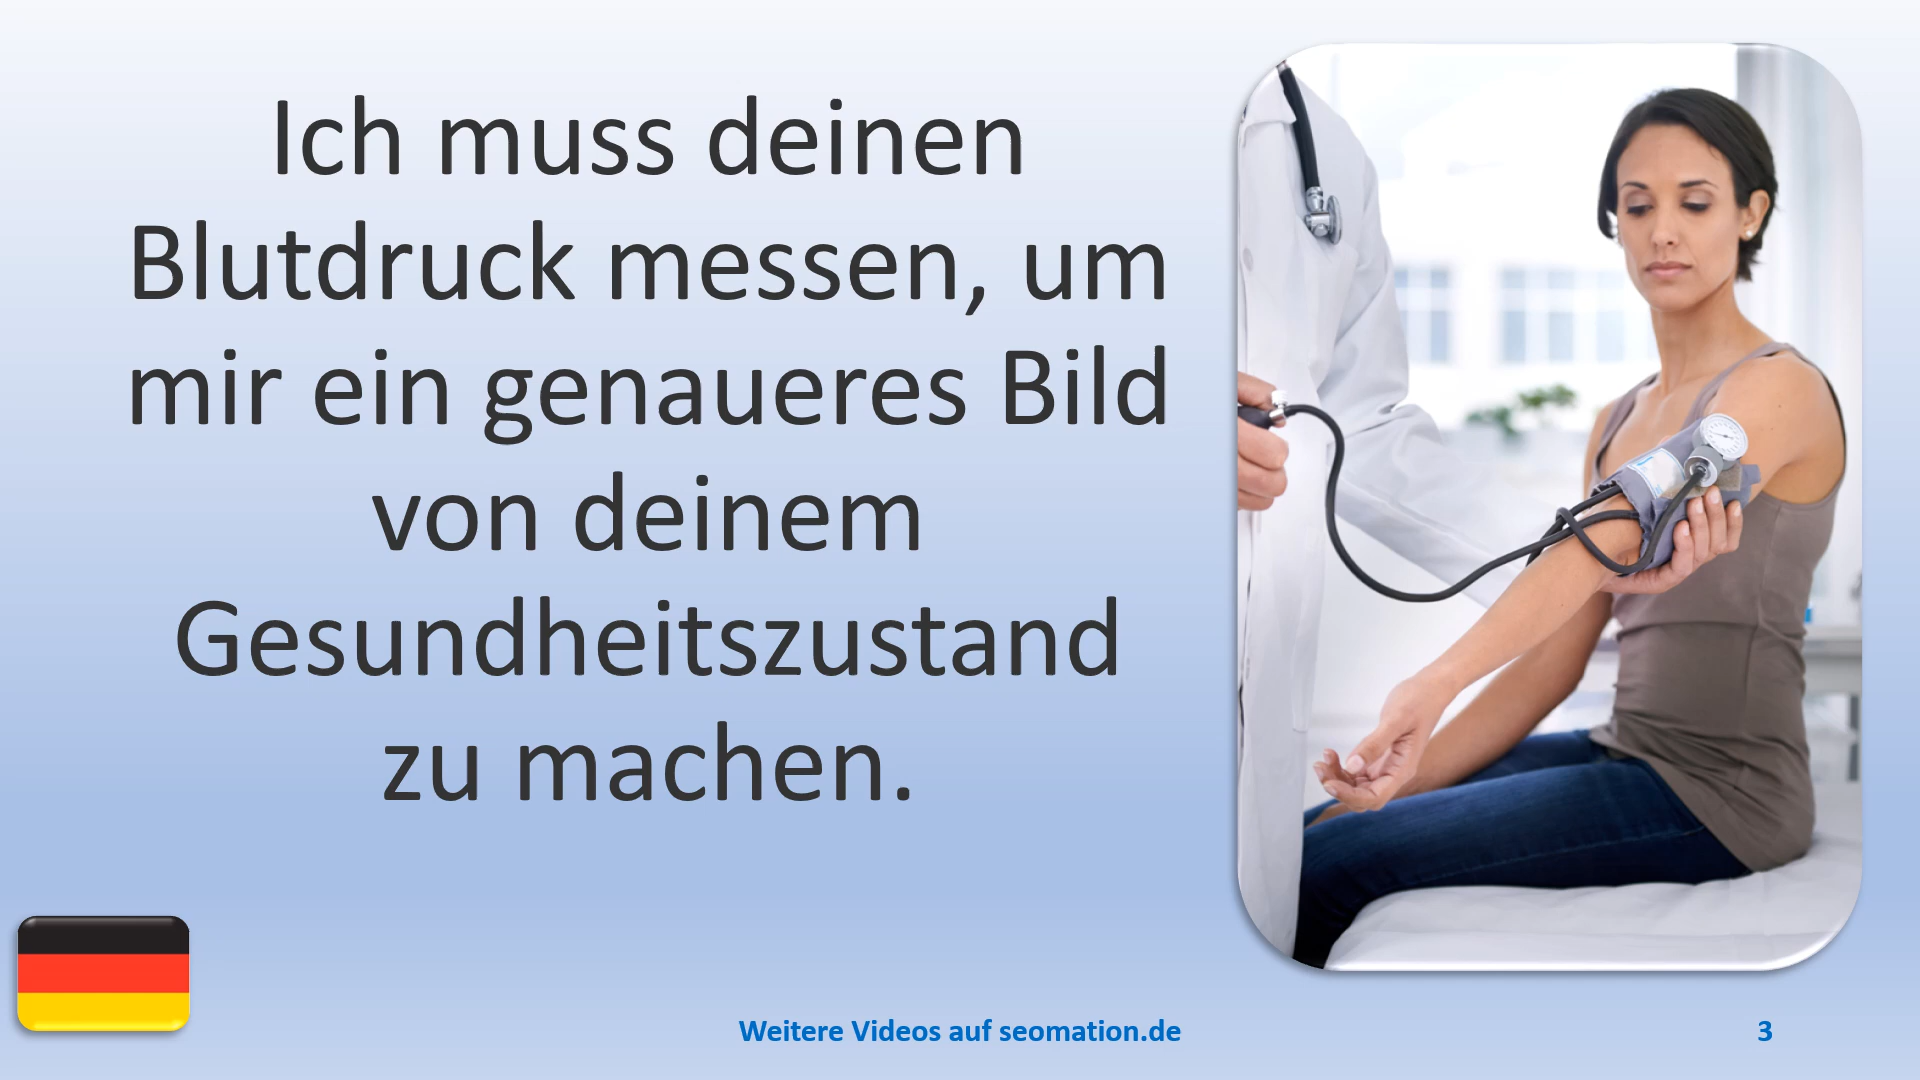 Ich muss deinen
Blutdruck messen, um
mir ein genaueres Bild
von deinem
Gesundheitszustand
zu machen.
Weitere Videos auf seomation.de
3